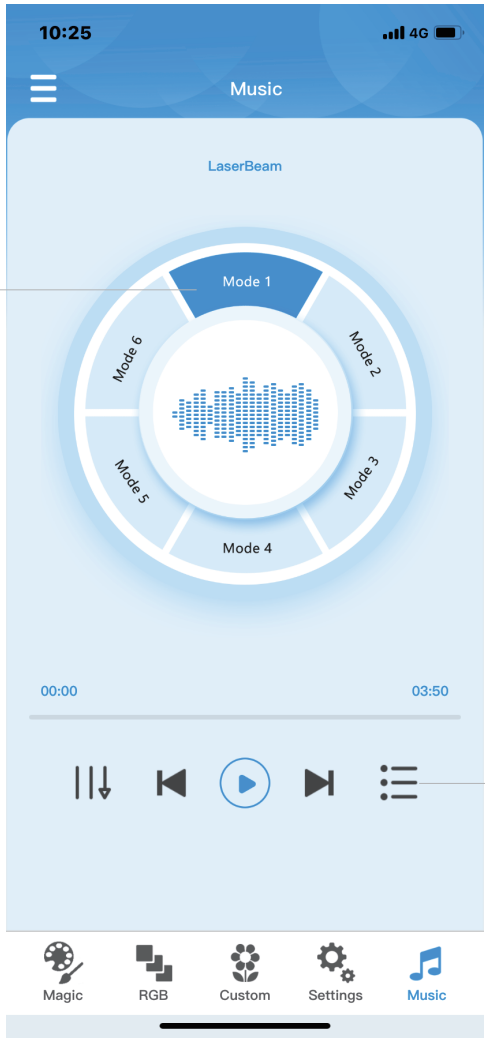 10:25
4G
Music
LaserBeam
Mode 1
Mode 2
Mode 3
Mode 4
Mode 5
Mode 6
00:00
03:50
Magic
RGB
Custom
Settings
Music